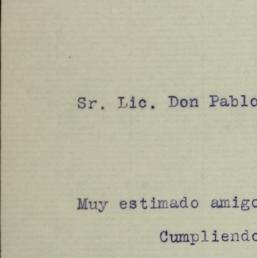 Sr. Lic. Don Pablo
Muy estimado amigo
Cumpliendo